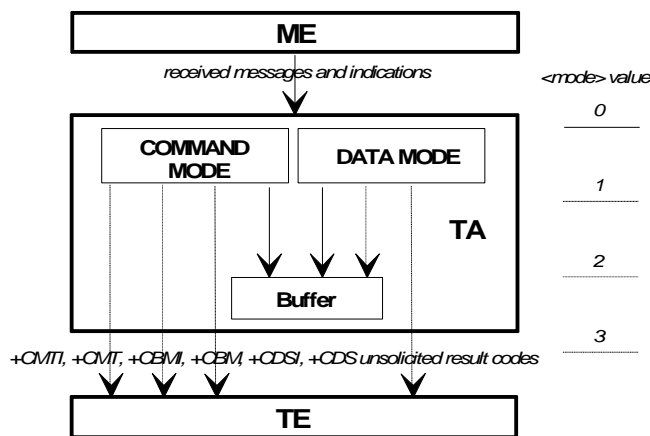 ME
received messages and indications
<mode> value
0
COMMAND
MODE
DATA MODE
1
TA
2
Buffer
3
+CMTI, +CMT, +CBMI, +CBM, +CDSI, +CDS unsolicited result codes
TE